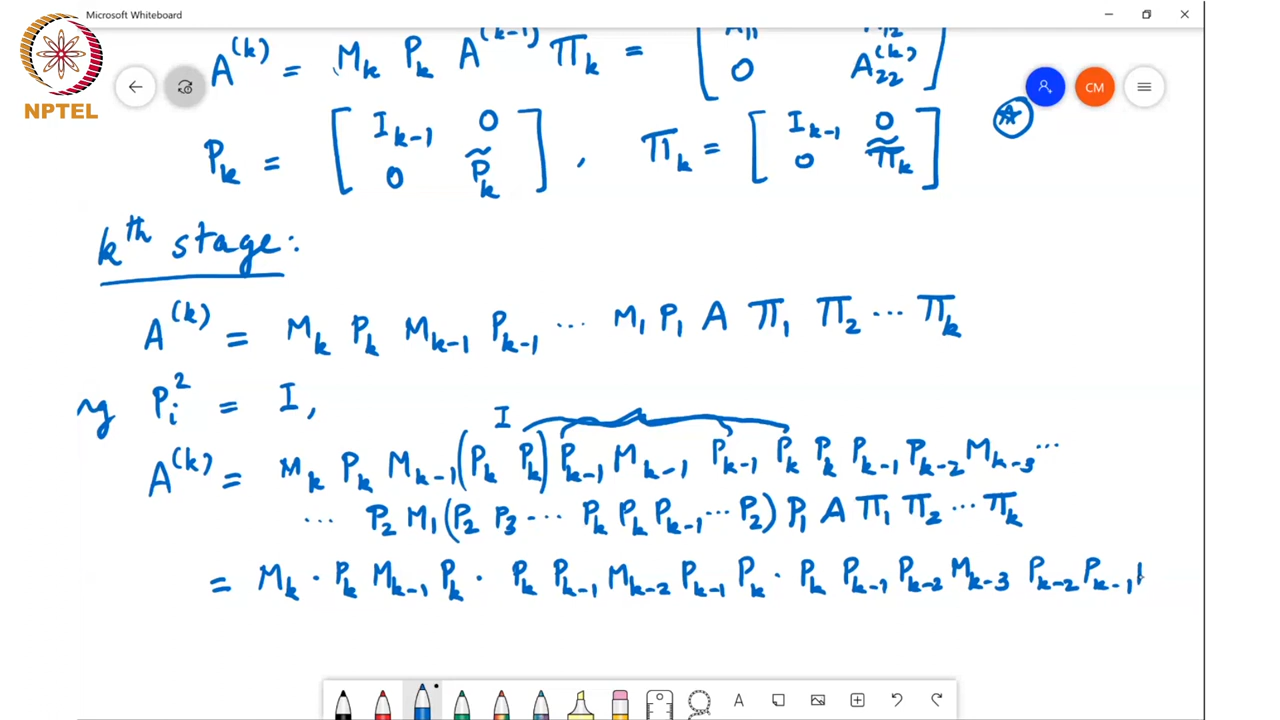 Microsoft Whiteboard
NPTEL
CM
A^(k) = M_k P_k A^(k-1) Π_k = [ A_11 A_12
0 A_22^(k) ]
P_k = [ I_k-1 0
0 P̃_k ] , Π_k = [ I_k-1 0
0 Π̃_k ]
k^th stage:
A^(k) = M_k P_k M_k-1 P_k-1 ... M_1 P_1 A Π_1 Π_2 ... Π_k
ng P_i^2 = I,
I
A^(k) = M_k P_k M_k-1 (P_k P_k) P_k-1 M_k-1 P_k-1 P_k P_k P_k-1 P_k-2 M_k-3 ...
... P_2 M_1 (P_2 P_3 ... P_k P_k P_k-1 ... P_2) P_1 A Π_1 Π_2 ... Π_k
= M_k · P_k M_k-1 P_k · P_k P_k-1 M_k-2 P_k-1 P_k · P_k P_k-1 P_k-2 M_k-3 P_k-2 P_k-1
A